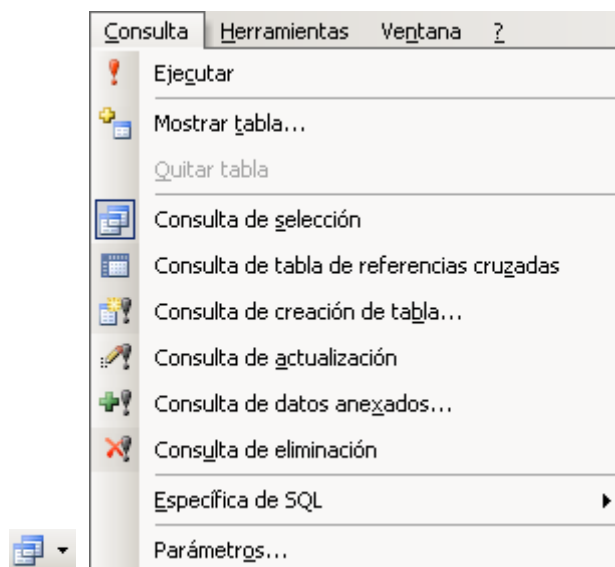 Consulta Herramientas Ventana ?
Ejecutar
Mostrar tabla...
Quitar tabla
Consulta de selección
Consulta de tabla de referencias cruzadas
Consulta de creación de tabla...
Consulta de actualización
Consulta de datos anexados...
Consulta de eliminación
Específica de SQL
Parámetros...